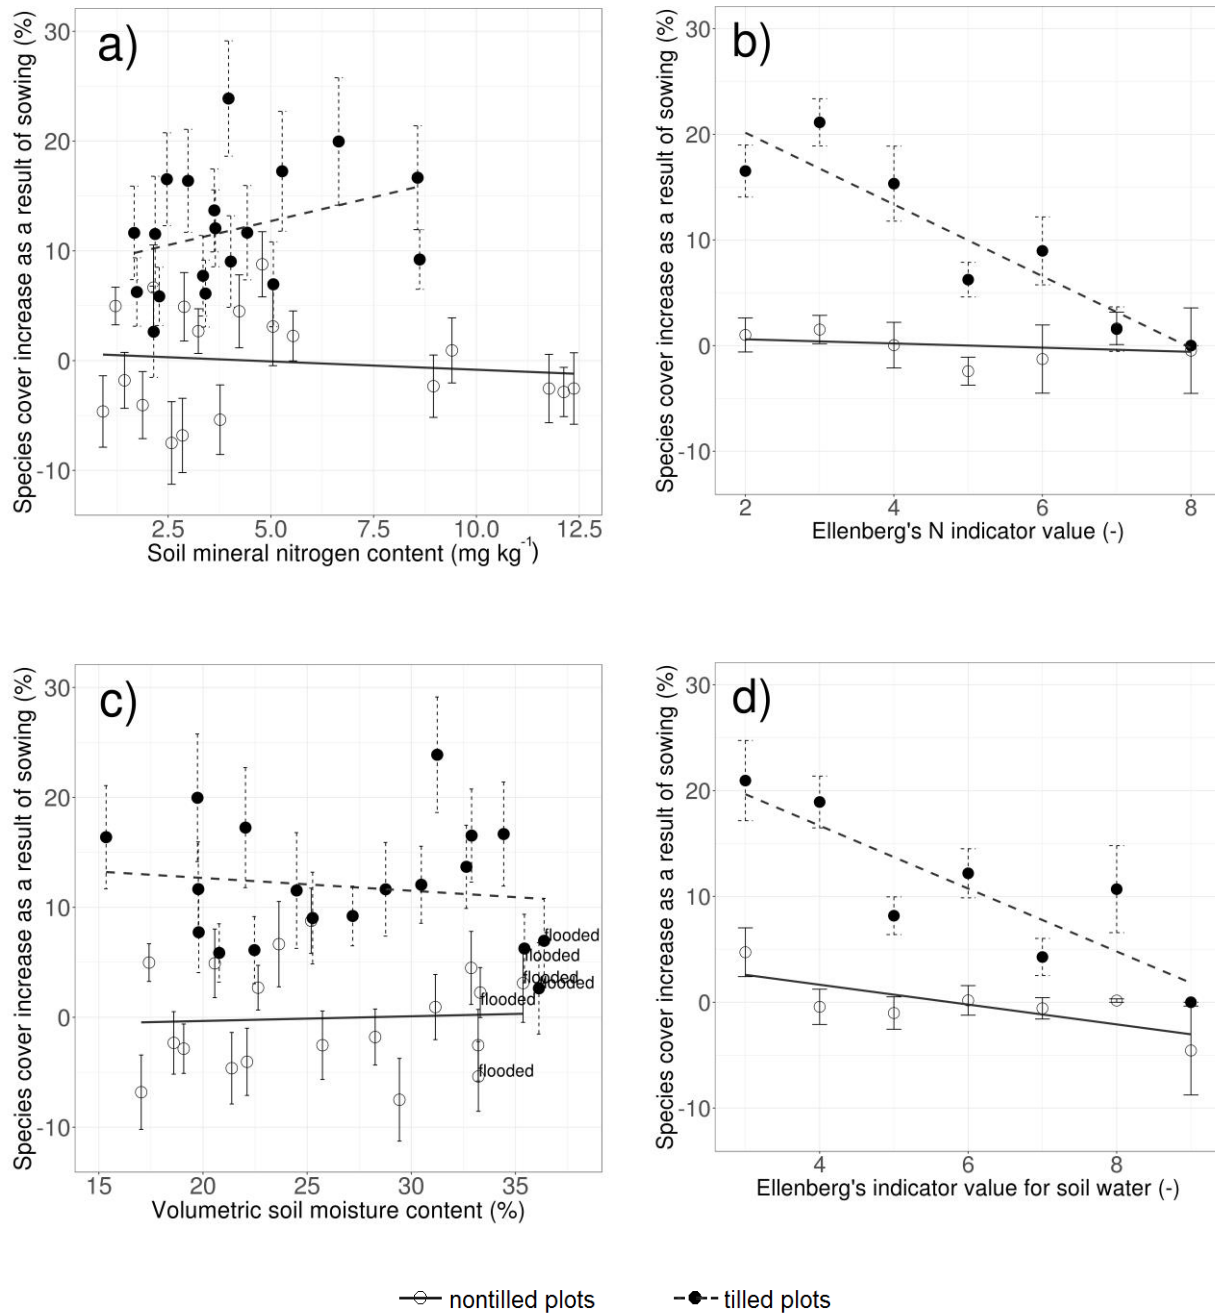 a)
Species cover increase as a result of sowing (%)
30
20
10
0
-10
2.5 5.0 7.5 10.0 12.5
Soil mineral nitrogen content (mg kg⁻¹)
b)
Species cover increase as a result of sowing (%)
30
20
10
0
-10
2 4 6 8
Ellenberg's N indicator value (-)
c)
Species cover increase as a result of sowing (%)
30
20
10
0
-10
flooded
flooded
flooded
flooded
flooded
flooded
15 20 25 30 35
Volumetric soil moisture content (%)
d)
Species cover increase as a result of sowing (%)
30
20
10
0
-10
4 6 8
Ellenberg's indicator value for soil water (-)
nontilled plots tilled plots